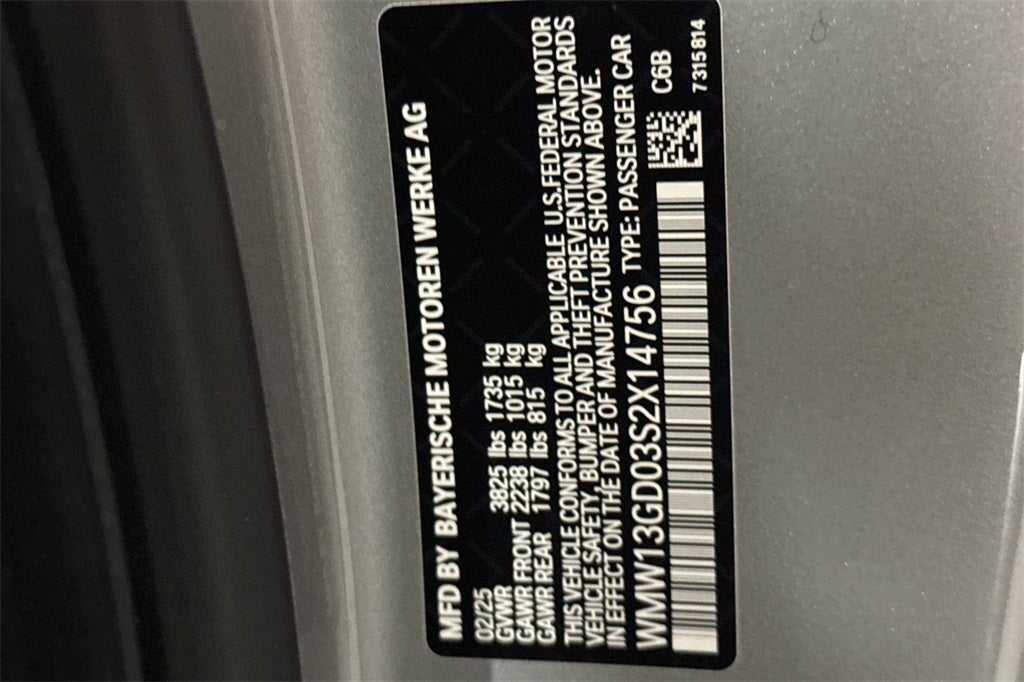 MFD BY BAYERISCHE MOTOREN WERKE AG
02/25
GVWR 3825 lbs 1735 kg
GAWR FRONT 2238 lbs 1015 kg
GAWR REAR 1797 lbs 815 kg
THIS VEHICLE CONFORMS TO ALL APPLICABLE U.S.FEDERAL MOTOR
VEHICLE SAFETY, BUMPER AND THEFT PREVENTION STANDARDS
IN EFFECT ON THE DATE OF MANUFACTURE SHOWN ABOVE.
WMW13GD03S2X14756 TYPE: PASSENGER CAR
C6B
7315814